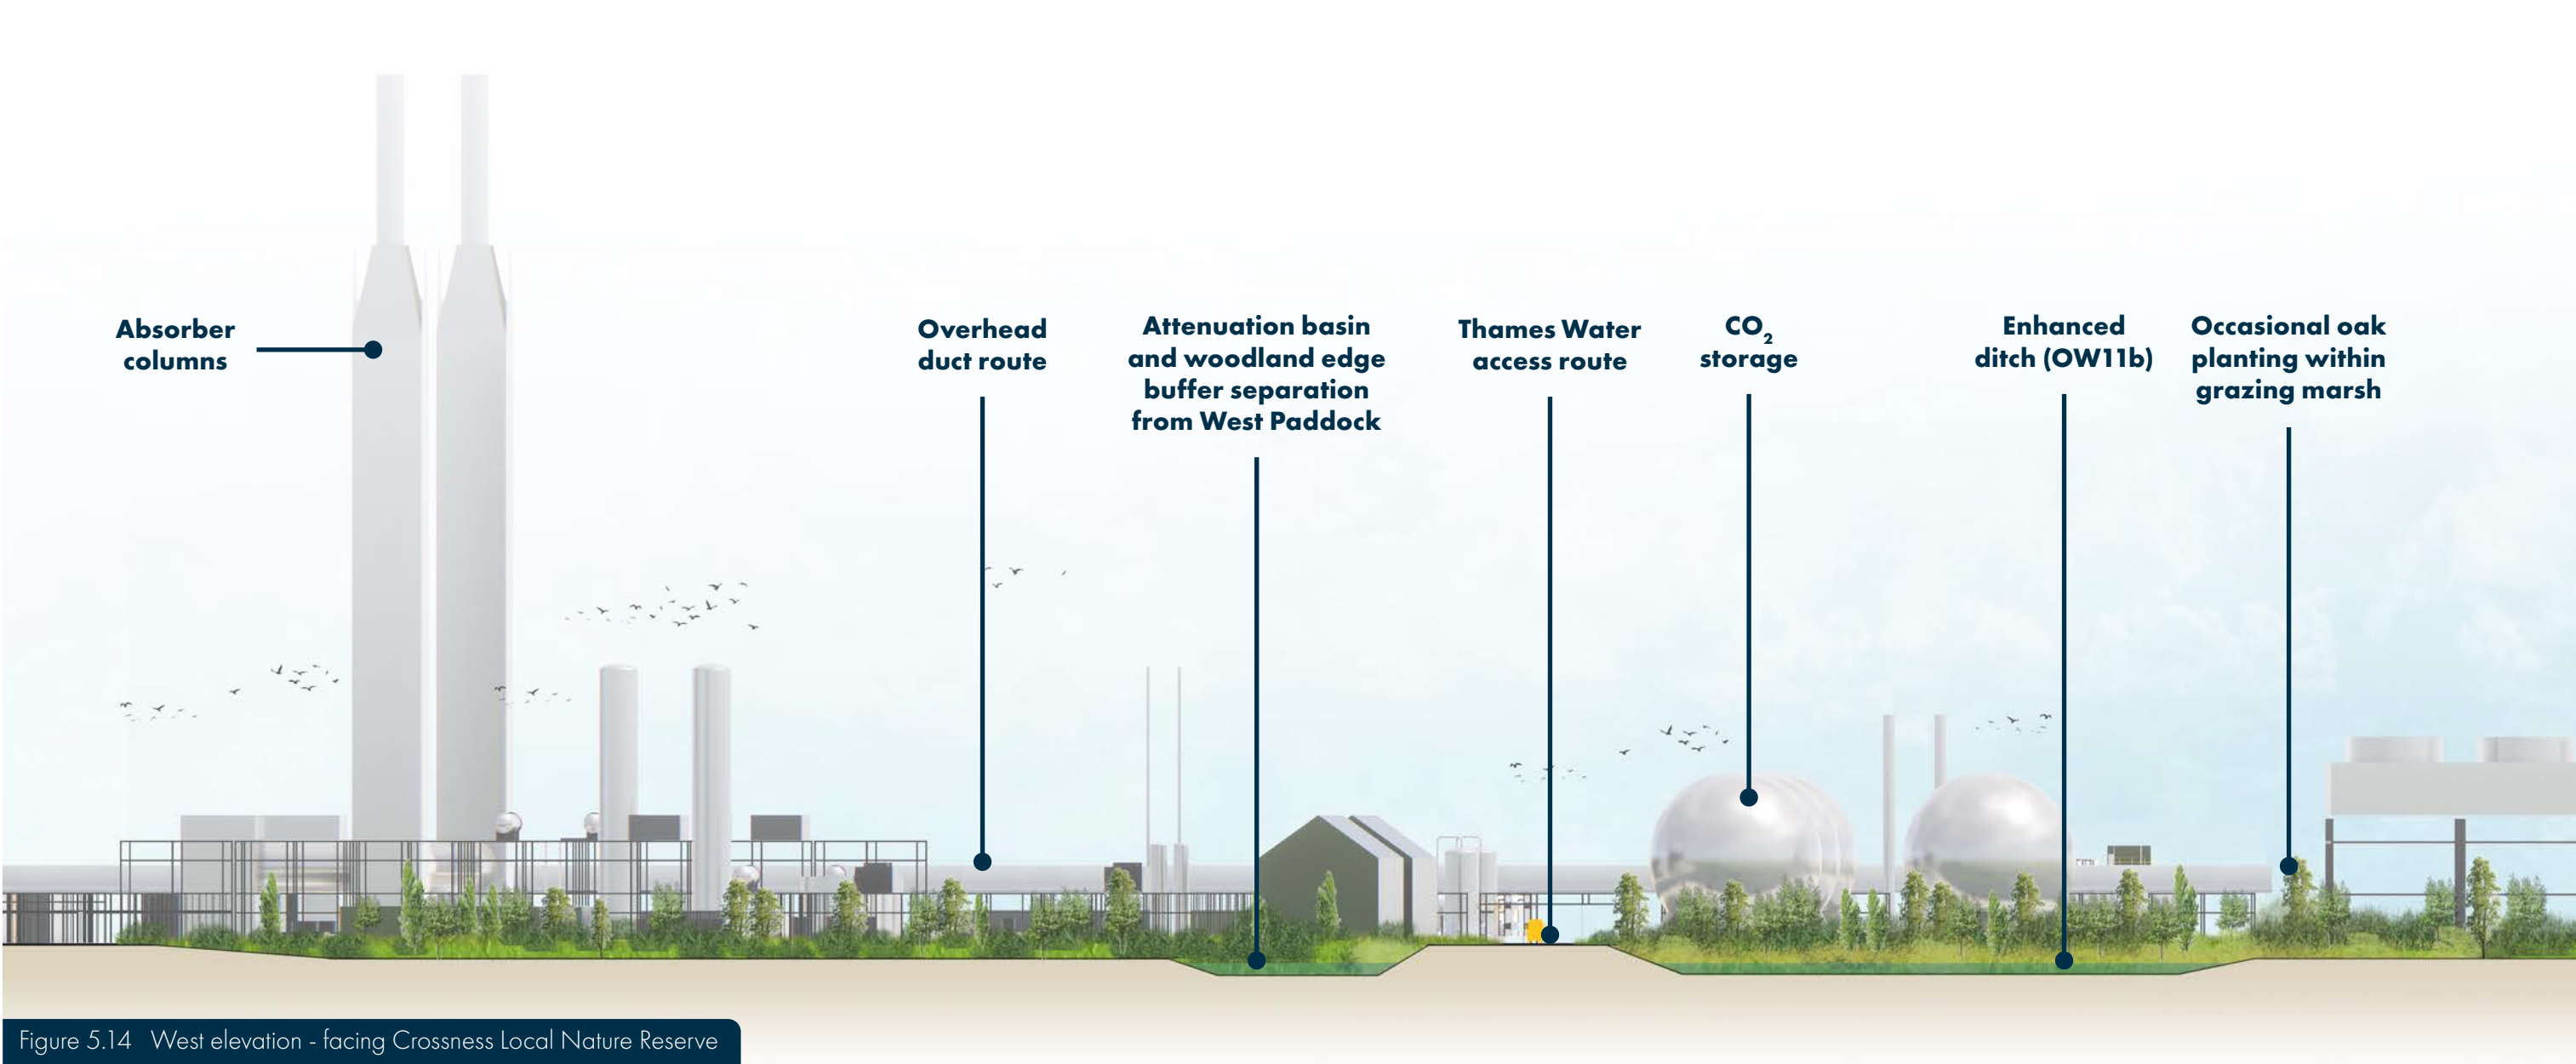 Absorber
columns
Overhead
duct route
Attenuation basin
and woodland edge
buffer separation
from West Paddock
Thames Water
access route
CO₂
storage
Enhanced
ditch (OW11b)
Occasional oak
planting within
grazing marsh
Figure 5.14 West elevation - facing Crossness Local Nature Reserve